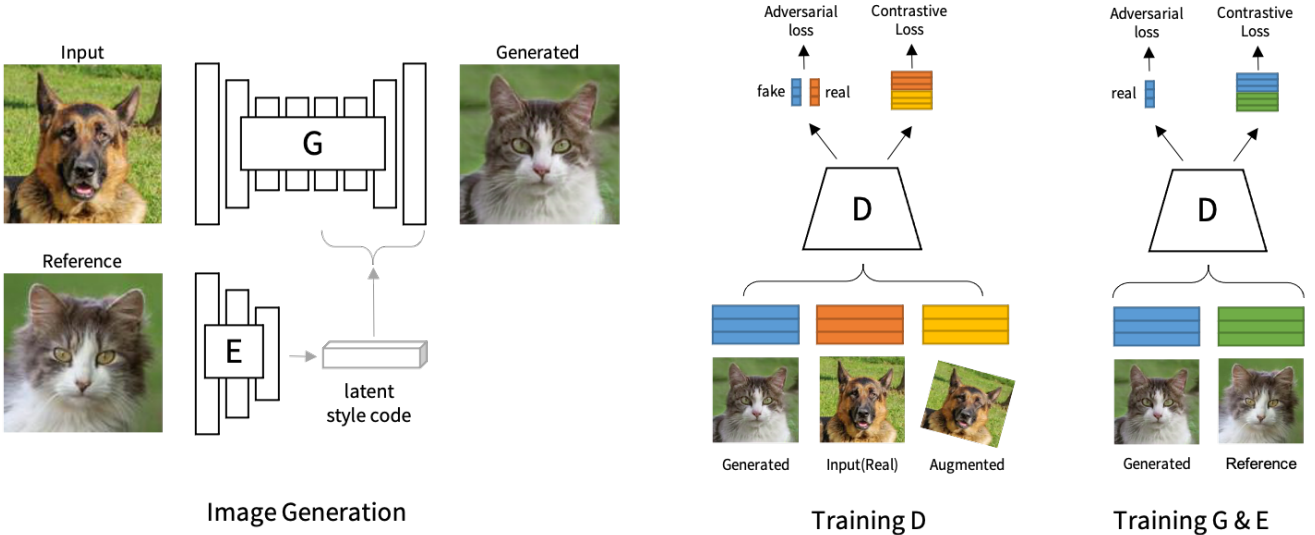 Input
G
Generated
Reference
E
latent
style code
Image Generation
Adversarial
loss
Contrastive
Loss
fake
real
D
Generated
Input(Real)
Augmented
Training D
Adversarial
loss
Contrastive
Loss
real
D
Generated
Reference
Training G & E